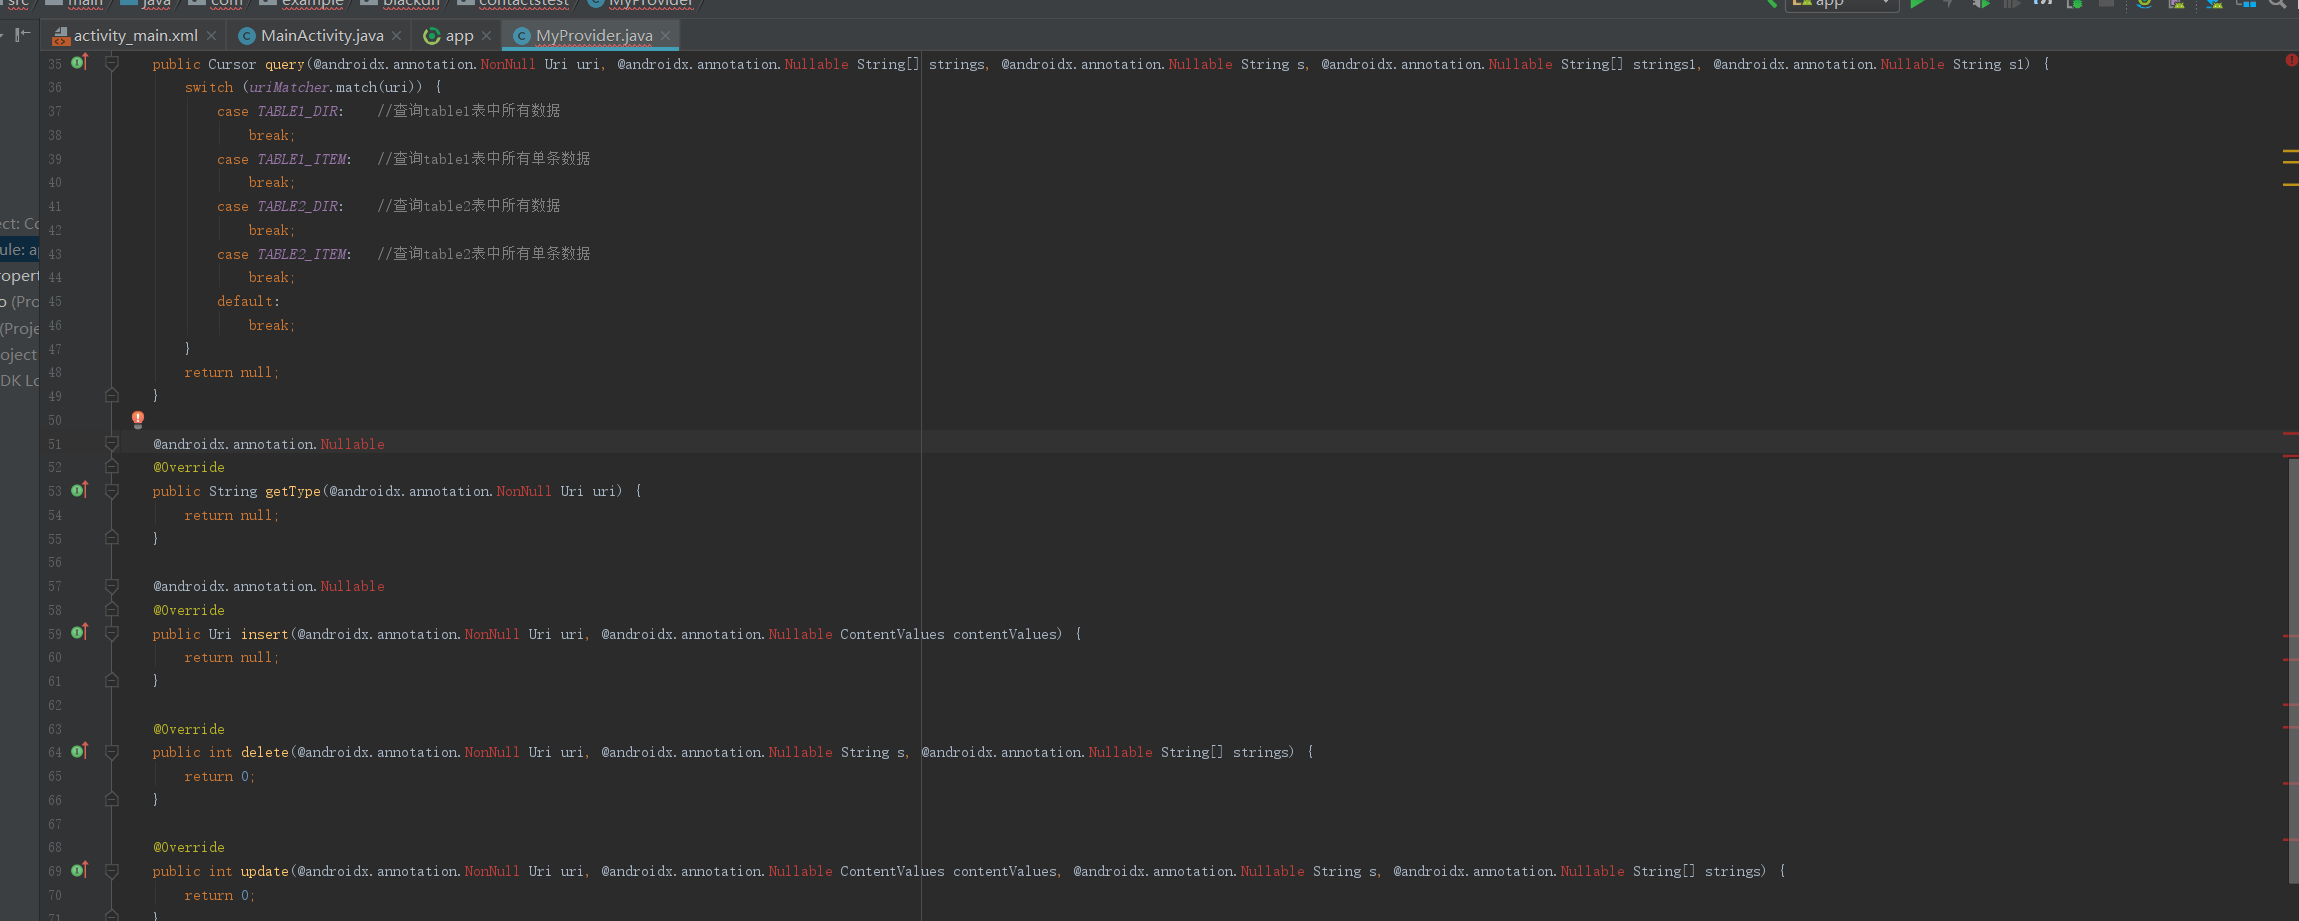 src main java com example blackdn contactstest MyProvider app
activity_main.xml MainActivity.java app MyProvider.java
35 public Cursor query(@androidx.annotation.NonNull Uri uri, @androidx.annotation.Nullable String[] strings, @androidx.annotation.Nullable String s, @androidx.annotation.Nullable String[] strings1, @androidx.annotation.Nullable String s1) {
36 switch (uriMatcher.match(uri)) {
37 case TABLE1_DIR: //查询table1表中所有数据
38 break;
39 case TABLE1_ITEM: //查询table1表中所有单条数据
40 break;
41 case TABLE2_DIR: //查询table2表中所有数据
42 break;
43 case TABLE2_ITEM: //查询table2表中所有单条数据
44 break;
45 default:
46 break;
47 }
48 return null;
49 }
50
51 @androidx.annotation.Nullable
52 @Override
53 public String getType(@androidx.annotation.NonNull Uri uri) {
54 return null;
55 }
56
57 @androidx.annotation.Nullable
58 @Override
59 public Uri insert(@androidx.annotation.NonNull Uri uri, @androidx.annotation.Nullable ContentValues contentValues) {
60 return null;
61 }
62
63 @Override
64 public int delete(@androidx.annotation.NonNull Uri uri, @androidx.annotation.Nullable String s, @androidx.annotation.Nullable String[] strings) {
65 return 0;
66 }
67
68 @Override
69 public int update(@androidx.annotation.NonNull Uri uri, @androidx.annotation.Nullable ContentValues contentValues, @androidx.annotation.Nullable String s, @androidx.annotation.Nullable String[] strings) {
70 return 0;
71 }
ect: Co
ule: ap
ropert
o (Pro
(Proje
oject
DK Lo